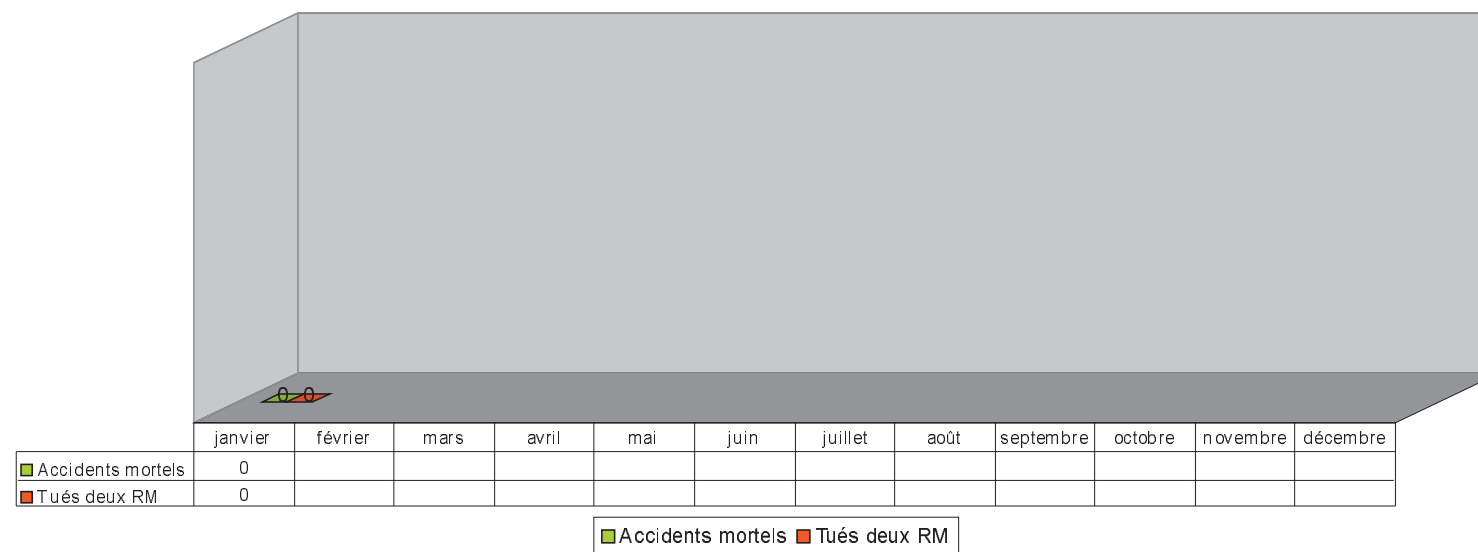 0 0
janvier février mars avril mai juin juillet août septembre octobre novembre décembre
Accidents mortels 0
Tués deux RM 0
Accidents mortels Tués deux RM